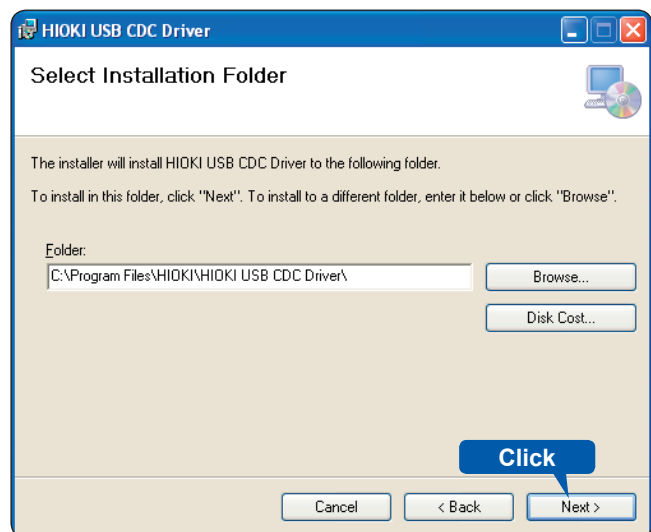 HIOKI USB CDC Driver
Select Installation Folder
The installer will install HIOKI USB CDC Driver to the following folder.
To install in this folder, click "Next". To install to a different folder, enter it below or click "Browse".
Folder:
C:\Program Files\HIOKI\HIOKI USB CDC Driver\
Browse...
Disk Cost...
Click
Cancel
< Back
Next >